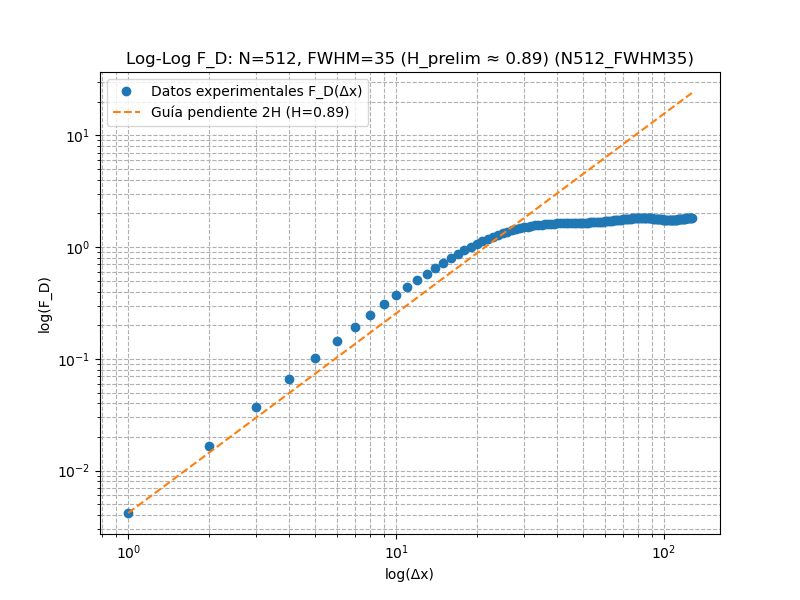 Log-Log F_D: N=512, FWHM=35 (H_prelim ≈ 0.89) (N512_FWHM35)
Datos experimentales F_D(Δx)
Guía pendiente 2H (H=0.89)
log(F_D)
10¹
10⁰
10⁻¹
10⁻²
10⁰ 10¹ 10²
log(Δx)